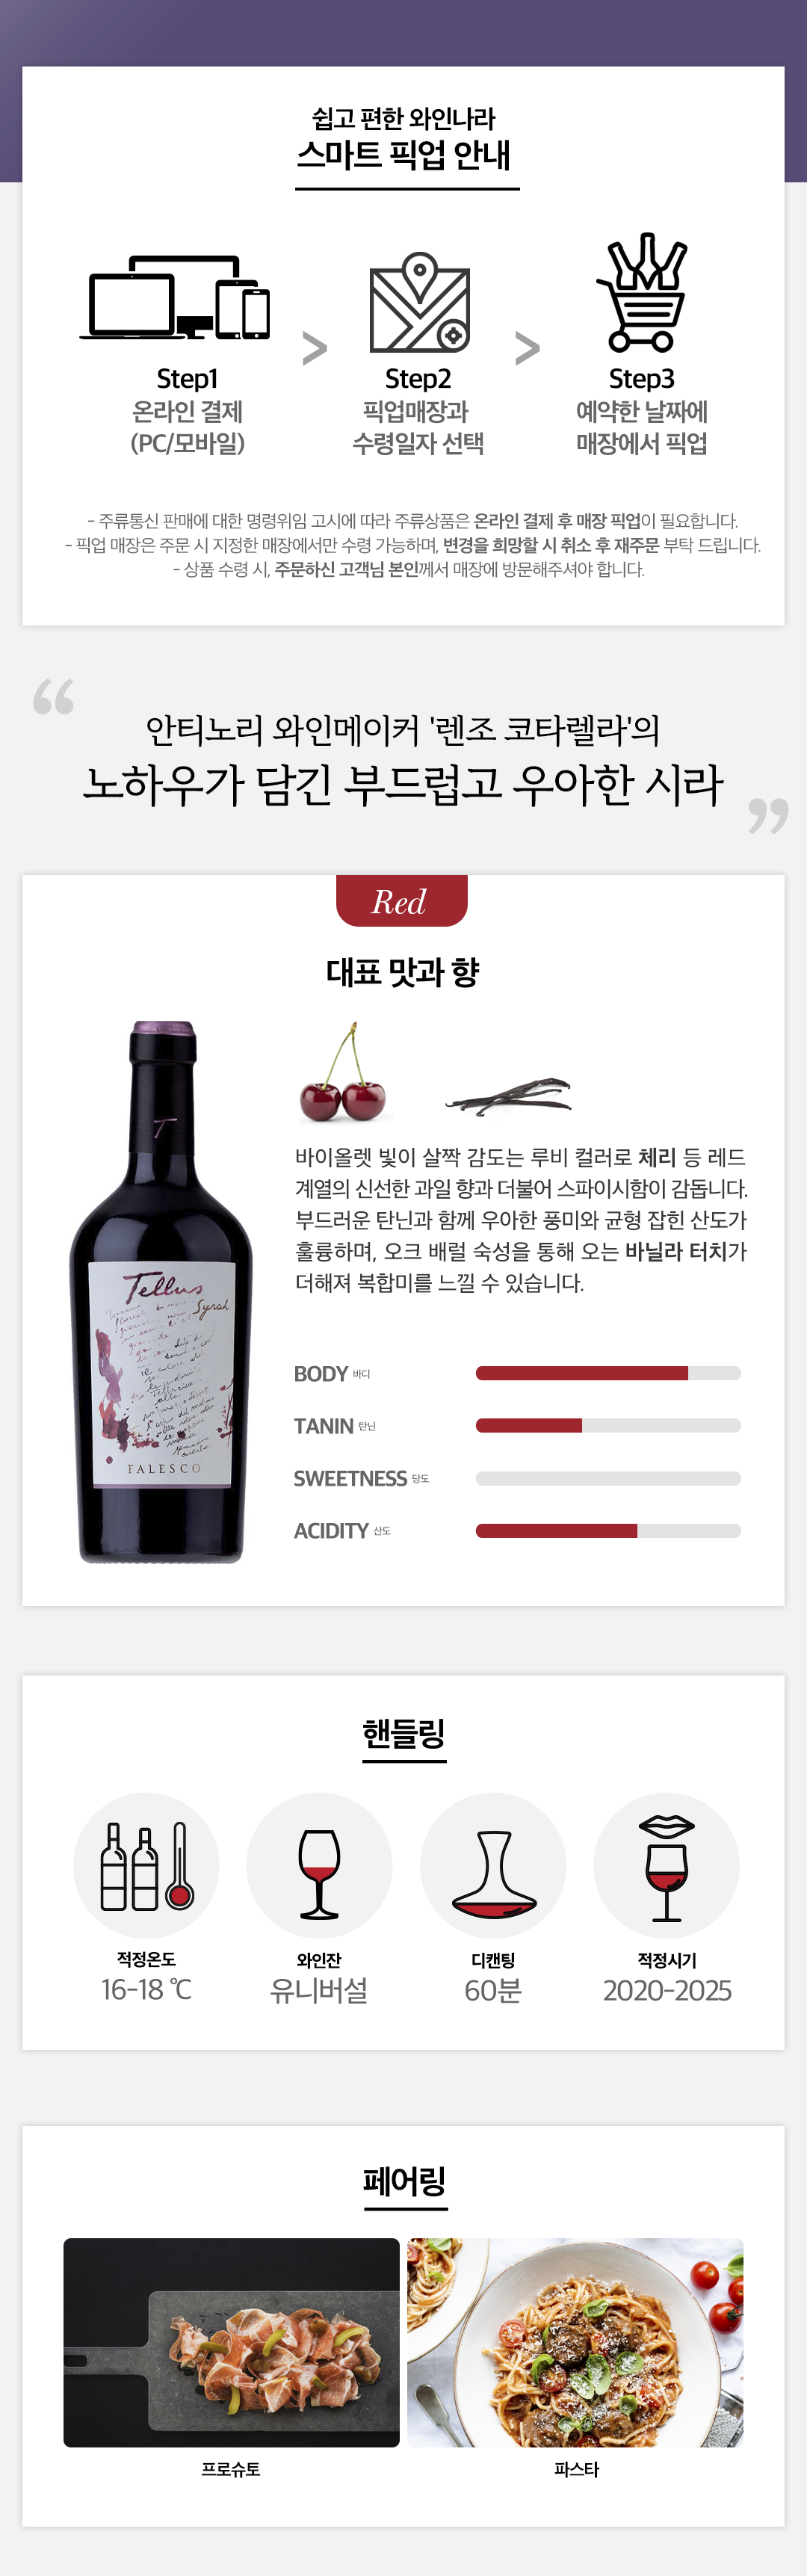 쉽고 편한 와인나라
스마트 픽업 안내
Step1
온라인 결제
(PC/모바일)
>
Step2
픽업매장과
수령일자 선택
>
Step3
예약한 날짜에
매장에서 픽업
- 주류통신 판매에 대한 명령위임 고시에 따라 주류상품은 온라인 결제 후 매장 픽업이 필요합니다.
- 픽업 매장은 주문 시 지정한 매장에서만 수령 가능하며, 변경을 희망할 시 취소 후 재주문 부탁 드립니다.
- 상품 수령 시, 주문하신 고객님 본인께서 매장에 방문해주셔야 합니다.
“
안티노리 와인메이커 '렌조 코타렐라'의
노하우가 담긴 부드럽고 우아한 시라
”
Red
대표 맛과 향
바이올렛 빛이 살짝 감도는 루비 컬러로 체리 등 레드
계열의 신선한 과일 향과 더불어 스파이시함이 감돕니다.
부드러운 탄닌과 함께 우아한 풍미와 균형 잡힌 산도가
훌륭하며, 오크 배럴 숙성을 통해 오는 바닐라 터치가
더해져 복합미를 느낄 수 있습니다.
T
Tellus
Syrah
FALESCO
BODY 바디
TANIN 탄닌
SWEETNESS 당도
ACIDITY 산도
핸들링
적정온도
16-18 ℃
와인잔
유니버설
디캔팅
60분
적정시기
2020-2025
페어링
프로슈토
파스타